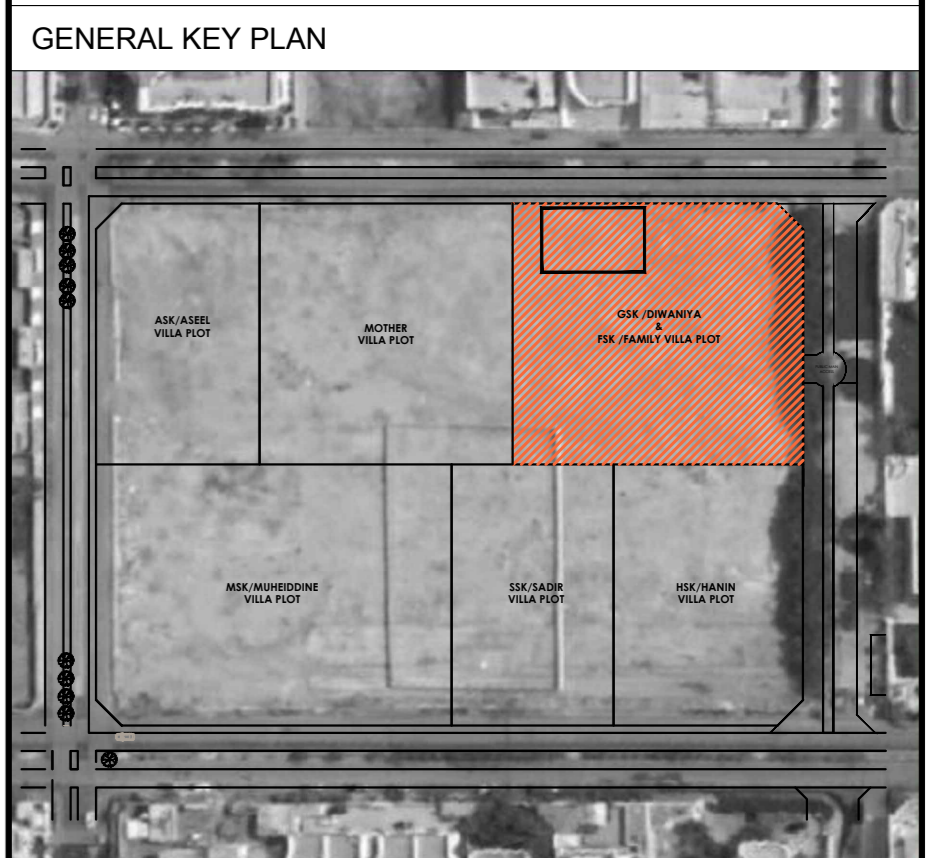 GENERAL KEY PLAN
ASK/ASEEL
VILLA PLOT
MOTHER
VILLA PLOT
GSK /DIWANIYA
&
FSK /FAMILY VILLA PLOT
MSK/MUHEIDDINE
VILLA PLOT
SSK/SADIR
VILLA PLOT
HSK/HANIN
VILLA PLOT